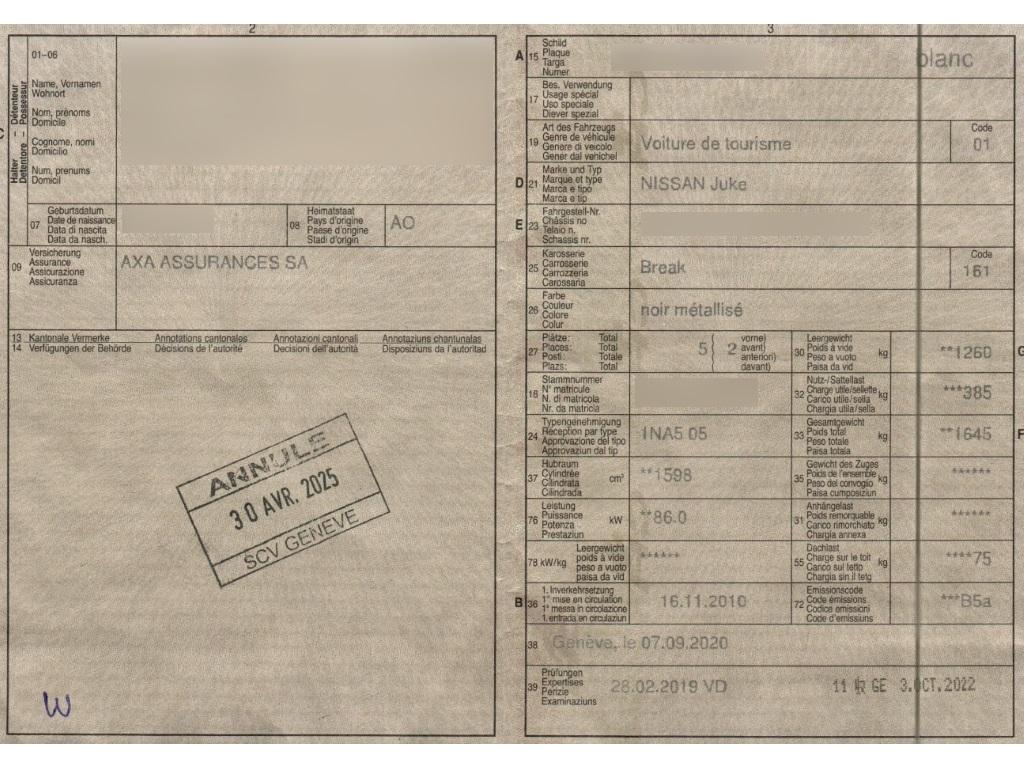 2
01-06
Halter - Détenteur
Detentore - Possessur
Name, Vornamen
Wohnort
Nom, prénoms
Domicile
Cognome, nomi
Domicilio
Num, prenums
Domicil
07
Geburtsdatum
Date de naissance
Data di nascita
Data da nasch.
08
Heimatstaat
Pays d'origine
Paese d'origine
Stadi d'origin
AO
09
Versicherung
Assurance
Assicurazione
Assicuranza
AXA ASSURANCES SA
13 Kantonale Vermerke Annotations cantonales Annotazioni cantonali Annotaziuns chantunalas
14 Verfügungen der Behörde Décisions de l'autorité Decisioni dell'autorità Disposiziuns da l'autoritad
ANNULE
30 AVR. 2025
SCV GENEVE
W
3
A 15
Schild
Plaque
Targa
Numer
blanc
17
Bes. Verwendung
Usage spécial
Uso speciale
Diever spezial
19
Art des Fahrzeugs
Genre de véhicule
Genere di veicolo
Gener dal vehichel
Voiture de tourisme
Code
01
D 21
Marke und Typ
Marque et type
Marca e tipo
Marca e tip
NISSAN Juke
E 23
Fahrgestell-Nr.
Châssis no
Telaio n.
Schassis nr.
25
Karosserie
Carrosserie
Carrozzeria
Carossaria
Break
Code
161
26
Farbe
Couleur
Colore
Colur
noir métallisé
27
Plätze: Total
Places: Total
Posti: Totale
Plazs: Total
5 { 2
vorne)
avant)
anteriori)
davant)
30
Leergewicht
Poids à vide
Peso a vuoto
Paisa da vid
kg
**1260
G
18
Stammnummer
N° matricule
N. di matricola
Nr. da matricla
32
Nutz-/Sattellast
Charge utile/sellette
Carico utile/sella
Chargia utila/sella
kg
***385
24
Typengenehmigung
Réception par type
Approvazione del tipo
Approvaziun dal tip
1NA5 05
33
Gesamtgewicht
Poids total
Peso totale
Paisa totala
kg
**1645
F
37
Hubraum
Cylindrée
Cilindrata
Cilindrada
cm³
**1598
35
Gewicht des Zuges
Poids de l'ensemble
Peso del convoglio
Paisa cumposiziun
kg
******
76
Leistung
Puissance
Potenza
Prestaziun
kW
**86.0
31
Anhängelast
Poids remorquable
Carico rimorchiato
Chargia annexa
kg
******
78 kW/kg
Leergewicht
poids à vide
peso a vuoto
paisa da vid
******
55
Dachlast
Charge sur le toit
Carico sul tetto
Chargia sin il tetg
kg
****75
B 36
1. Inverkehrsetzung
1re mise en circulation
1a messa in circolazione
1. entrada en circulaziun
16.11.2010
72
Emissionscode
Code émissions
Codice emissioni
Code d'emissiuns
***B5a
38 Genève, le 07.09.2020
39
Prüfungen
Expertises
Perizie
Examinaziuns
28.02.2019 VD
GE 3.OCT.2022